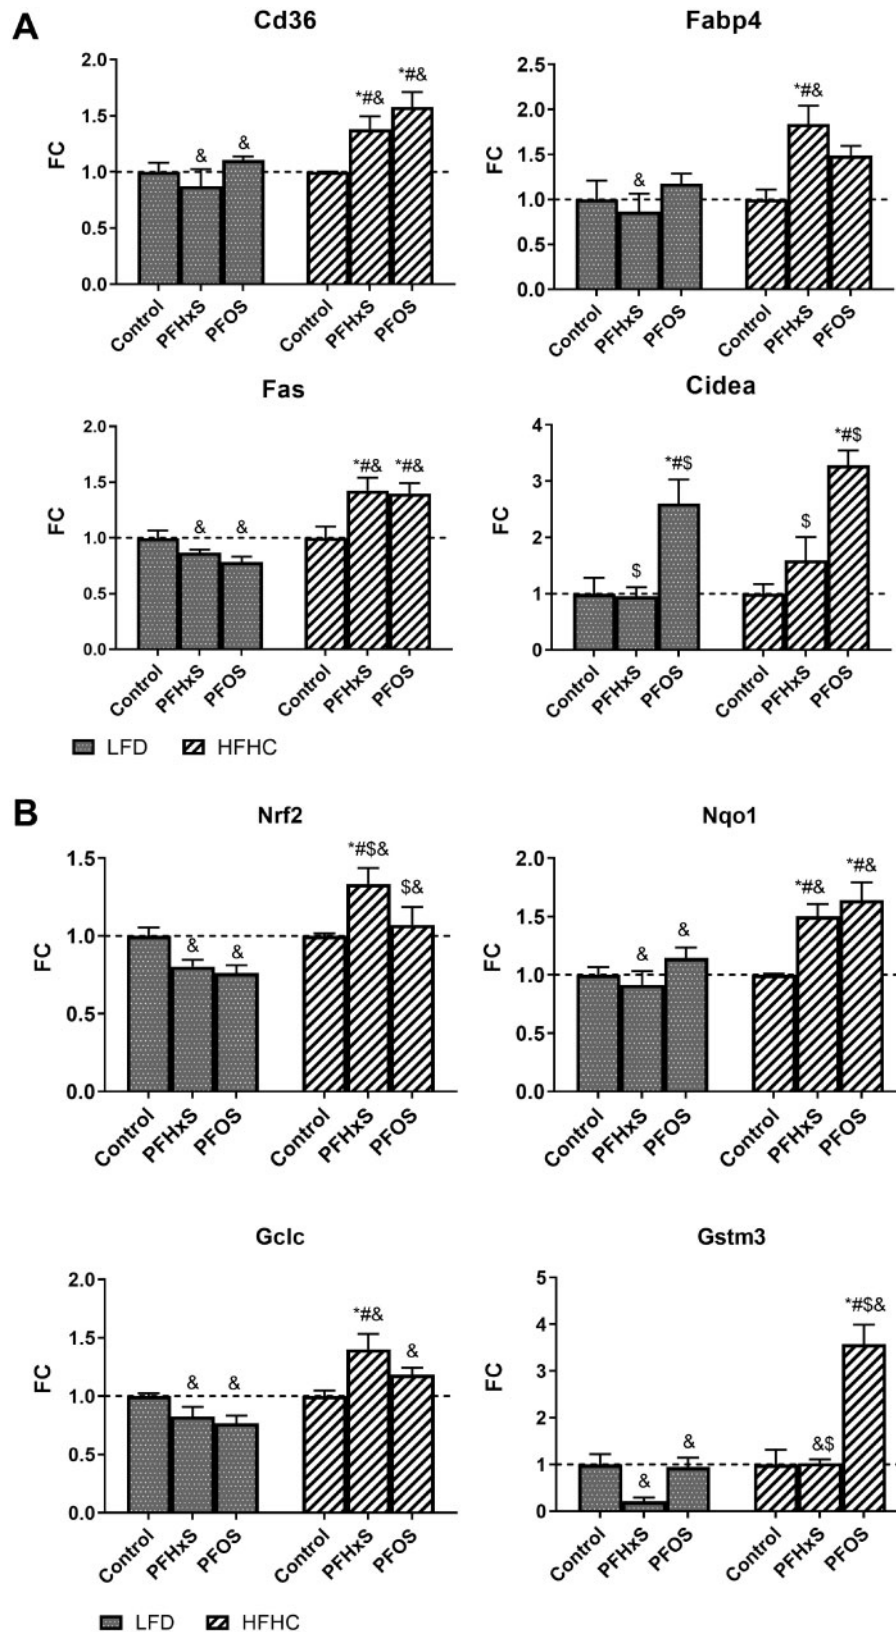 A
Cd36
FC
2.0
1.5
1.0
0.5
0.0
& & *#& *#&
Control PFHxS PFOS Control PFHxS PFOS
Fabp4
FC
2.5
2.0
1.5
1.0
0.5
0.0
& *#&
Control PFHxS PFOS Control PFHxS PFOS
Fas
FC
2.0
1.5
1.0
0.5
0.0
& & *#& *#&
Control PFHxS PFOS Control PFHxS PFOS
Cidea
FC
4
3
2
1
0
$ *#$ $ *#$
Control PFHxS PFOS Control PFHxS PFOS
LFD HFHC
B
Nrf2
FC
1.5
1.0
0.5
0.0
& & *#$& $&
Control PFHxS PFOS Control PFHxS PFOS
Nqo1
FC
2.0
1.5
1.0
0.5
0.0
& & *#& *#&
Control PFHxS PFOS Control PFHxS PFOS
Gclc
FC
2.0
1.5
1.0
0.5
0.0
& & *#& &
Control PFHxS PFOS Control PFHxS PFOS
Gstm3
FC
5
4
3
2
1
0
& & &$ *#$&
Control PFHxS PFOS Control PFHxS PFOS
LFD HFHC